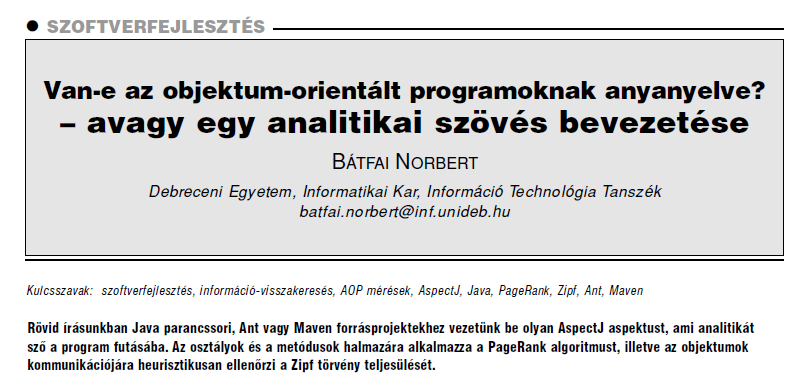 ● SZOFTVERFEJLESZTÉS
Van-e az objektum-orientált programoknak anyanyelve?
– avagy egy analitikai szövés bevezetése
BÁTFAI NORBERT
Debreceni Egyetem, Informatikai Kar, Információ Technológia Tanszék
batfai.norbert@inf.unideb.hu
Kulcsszavak: szoftverfejlesztés, információ-visszakeresés, AOP mérések, AspectJ, Java, PageRank, Zipf, Ant, Maven
Rövid írásunkban Java parancssori, Ant vagy Maven forrásprojektekhez vezetünk be olyan AspectJ aspektust, ami analitikát
sző a program futásába. Az osztályok és a metódusok halmazára alkalmazza a PageRank algoritmust, illetve az objektumok
kommunikációjára heurisztikusan ellenőrzi a Zipf törvény teljesülését.